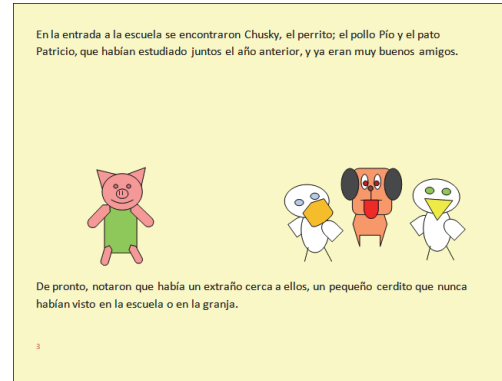 En la entrada a la escuela se encontraron Chusky, el perrito; el pollo Pío y el pato
Patricio, que habían estudiado juntos el año anterior, y ya eran muy buenos amigos.
De pronto, notaron que había un extraño cerca a ellos, un pequeño cerdito que nunca
habían visto en la escuela o en la granja.
3